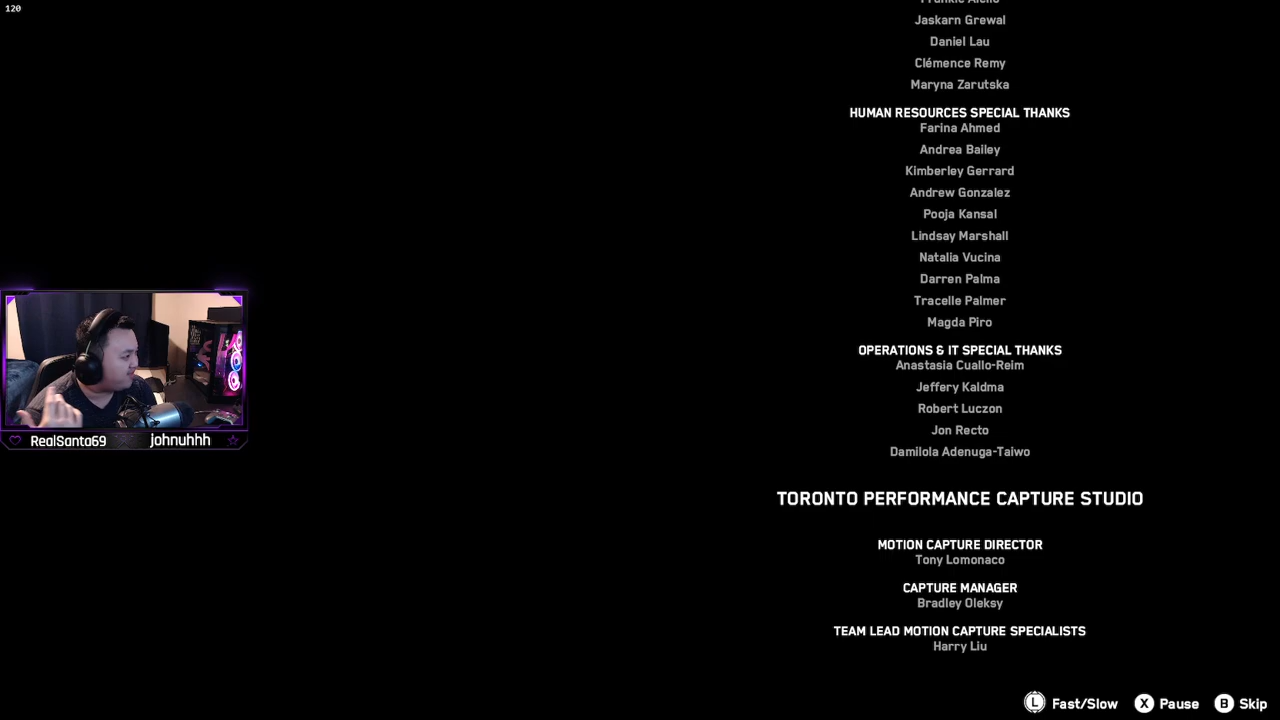 120
Jaskarn Grewal
Daniel Lau
Clémence Remy
Maryna Zarutska
HUMAN RESOURCES SPECIAL THANKS
Farina Ahmed
Andrea Bailey
Kimberley Gerrard
Andrew Gonzalez
Pooja Kansal
Lindsay Marshall
Natalia Vucina
Darren Palma
Tracelle Palmer
Magda Piro
OPERATIONS & IT SPECIAL THANKS
Anastasia Cuallo-Reim
Jeffery Kaldma
Robert Luczon
Jon Recto
Damilola Adenuga-Taiwo
TORONTO PERFORMANCE CAPTURE STUDIO
MOTION CAPTURE DIRECTOR
Tony Lomonaco
CAPTURE MANAGER
Bradley Oleksy
TEAM LEAD MOTION CAPTURE SPECIALISTS
Harry Liu
RealSanta69 johnuhhh
L Fast/Slow X Pause B Skip